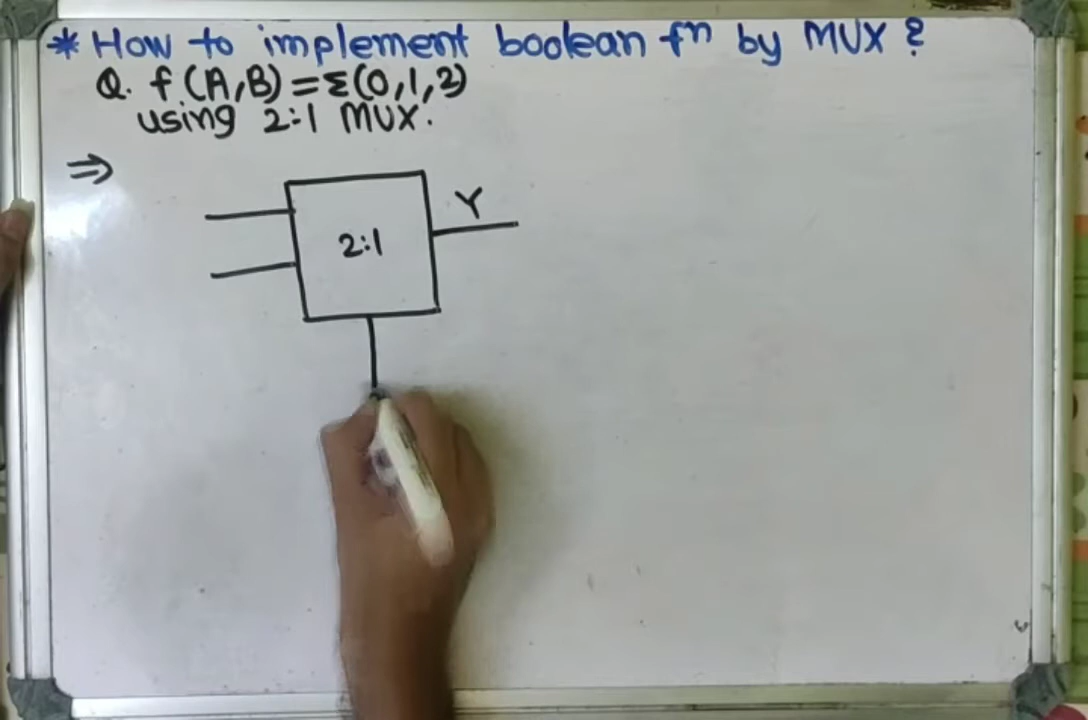 * How to implement boolean fn by MUX ?
Q. f(A,B)=Σ(0,1,2)
using 2:1 MUX.
⇒
Y
2:1